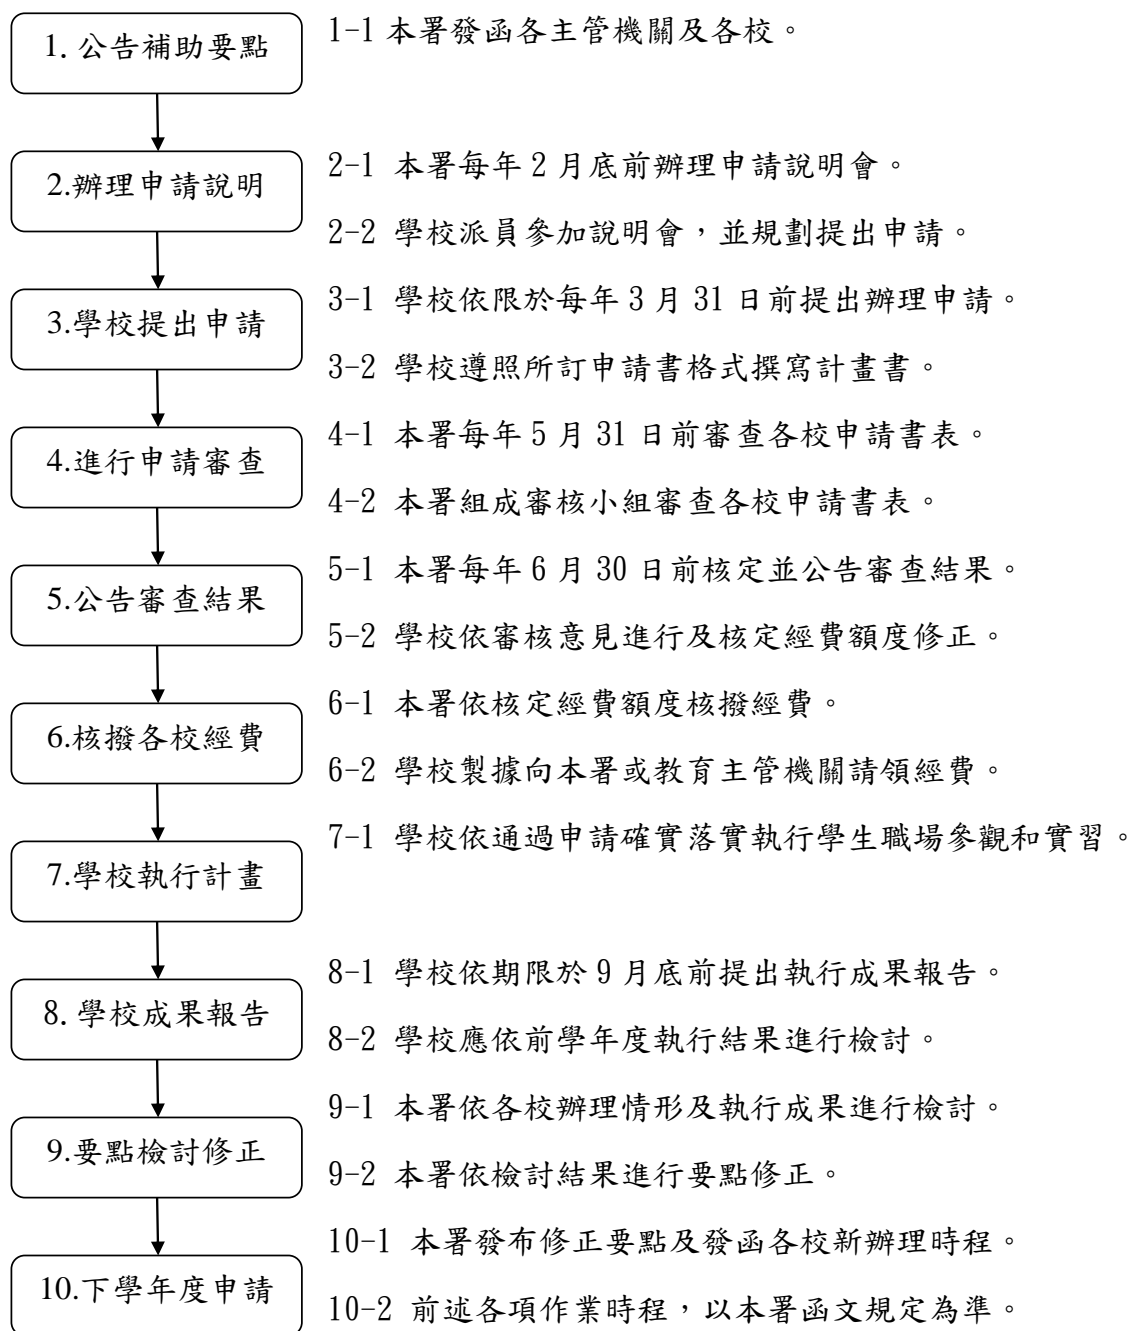 1. 公告補助要點
1-1 本署發函各主管機關及各校。
2.辦理申請說明
2-1 本署每年 2 月底前辦理申請說明會。
2-2 學校派員參加說明會，並規劃提出申請。
3.學校提出申請
3-1 學校依限於每年 3 月 31 日前提出辦理申請。
3-2 學校遵照所訂申請書格式撰寫計畫書。
4.進行申請審查
4-1 本署每年 5 月 31 日前審查各校申請書表。
4-2 本署組成審核小組審查各校申請書表。
5.公告審查結果
5-1 本署每年 6 月 30 日前核定並公告審查結果。
5-2 學校依審核意見進行及核定經費額度修正。
6.核撥各校經費
6-1 本署依核定經費額度核撥經費。
6-2 學校製據向本署或教育主管機關請領經費。
7.學校執行計畫
7-1 學校依通過申請確實落實執行學生職場參觀和實習。
8. 學校成果報告
8-1 學校依期限於 9 月底前提出執行成果報告。
8-2 學校應依前學年度執行結果進行檢討。
9.要點檢討修正
9-1 本署依各校辦理情形及執行成果進行檢討。
9-2 本署依檢討結果進行要點修正。
10.下學年度申請
10-1 本署發布修正要點及發函各校新辦理時程。
10-2 前述各項作業時程，以本署函文規定為準。